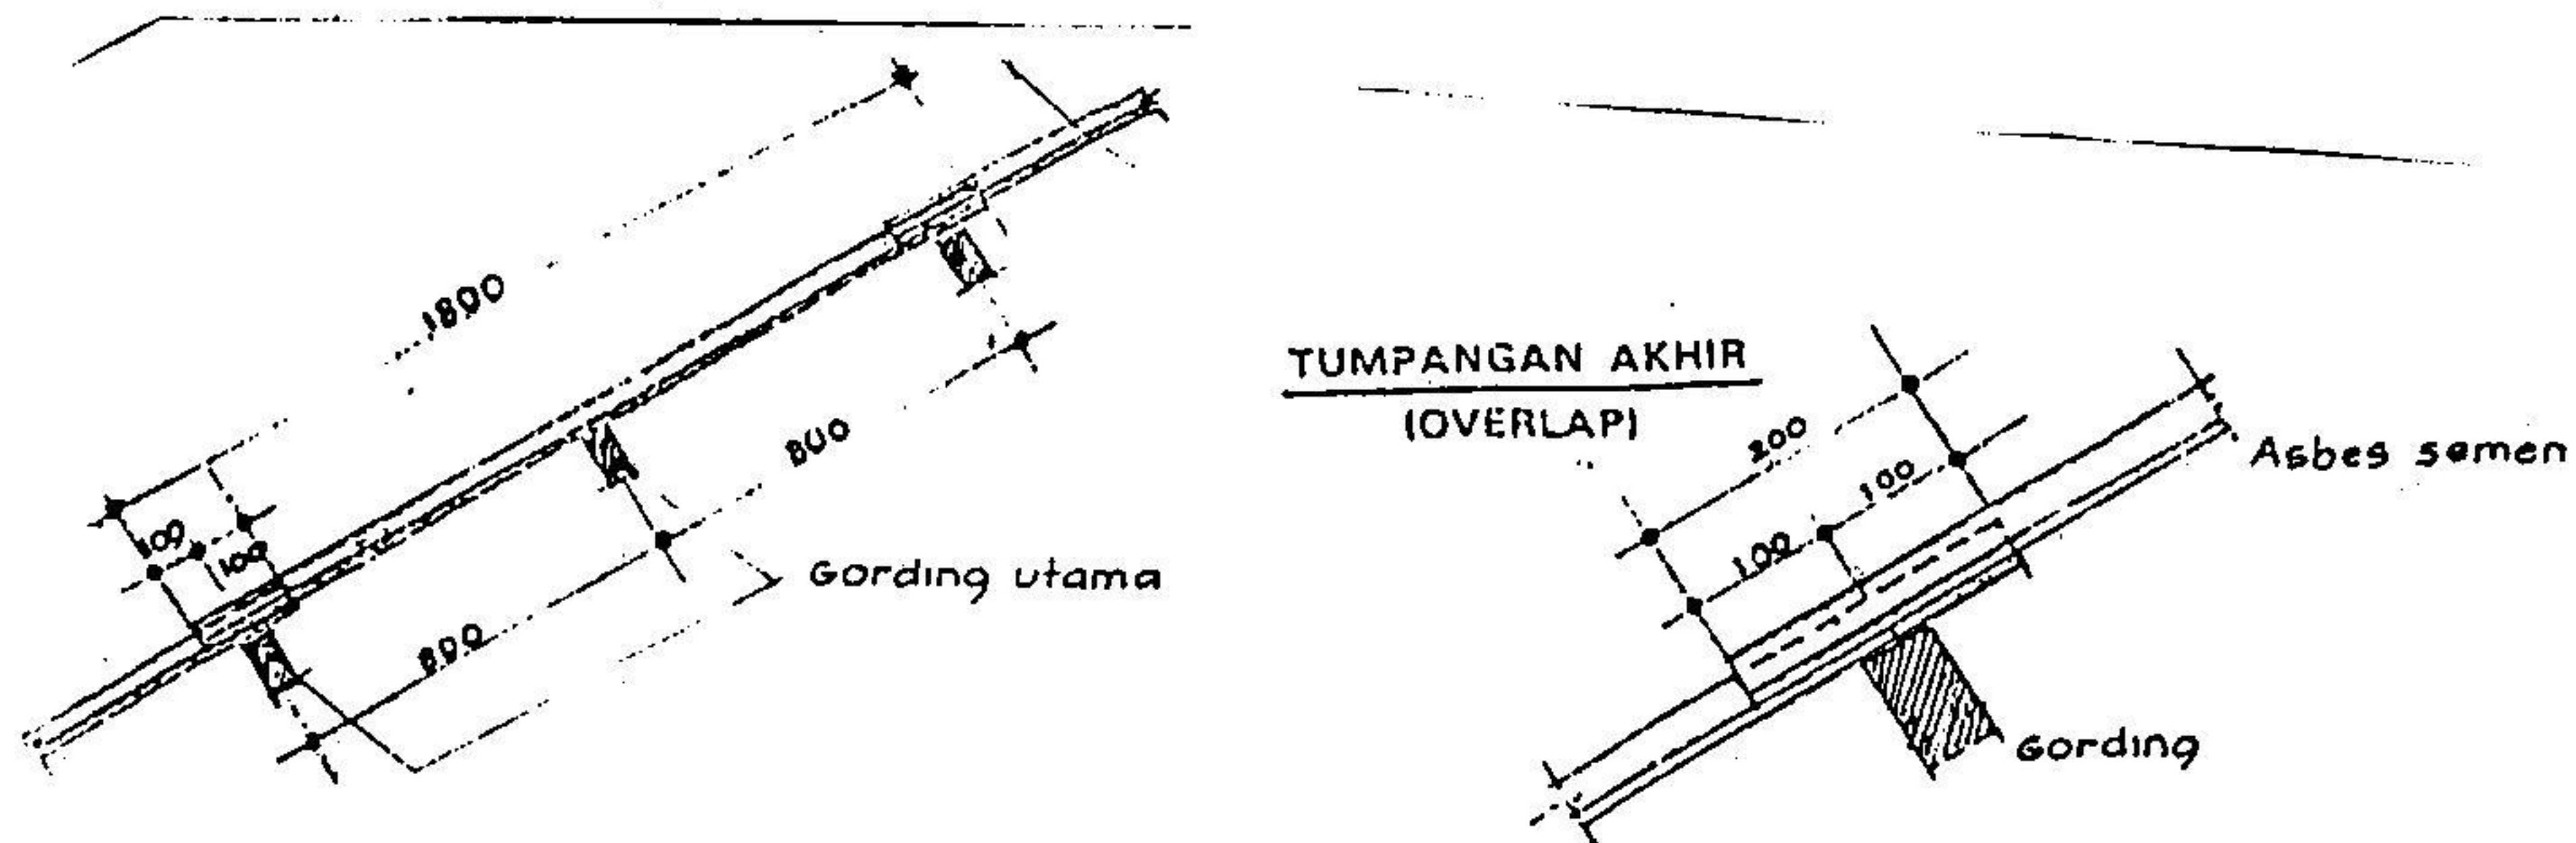 1800
100
100
800
800
Gording utama
TUMPANGAN AKHIR
(OVERLAP)
200
100
100
Asbes semen
Gording